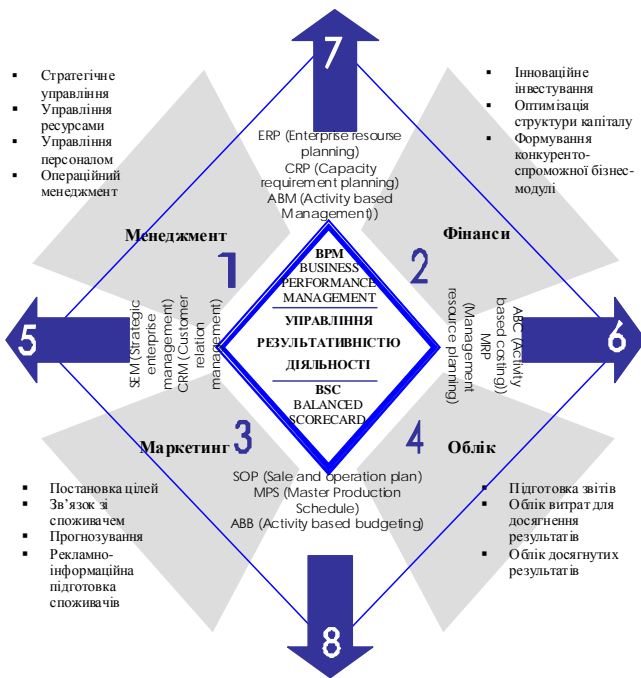 7
▪ Стратегічне
управління
▪ Управління
ресурсами
▪ Управління
персоналом
▪ Операційний
менеджмент
▪ Інноваційне
інвестування
▪ Оптимізація
структури капіталу
▪ Формування
конкуренто-
спроможної бізнес-
модулі
ERP (Enterprise resourse
planning)
CRP (Capacity
requirement planning)
ABM (Activity based
Management))
Менеджмент
1
Фінанси
2
BPM
BUSINESS
PERFORMANCE
MANAGEMENT
УПРАВЛІННЯ
РЕЗУЛЬТАТИВНІСТЮ
ДІЯЛЬНОСТІ
BSC
BALANCED
SCORECARD
5
SEM (Strategic
enterprise
management)
CRM (Customer
relation
management)
6
ABC (Activity
based costing))
MRP
(Management
resource planning)
Маркетинг
3
4
Облік
SOP (Sale and operation plan)
MPS (Master Production
Schedule)
ABB (Activity based budgeting)
▪ Постановка цілей
▪ Зв’язок зі
споживачем
▪ Прогнозування
▪ Рекламно-
інформаційна
підготовка
споживачів
▪ Підготовка звітів
▪ Облік витрат для
досягнення
результатів
▪ Облік досягнутих
результатів
8